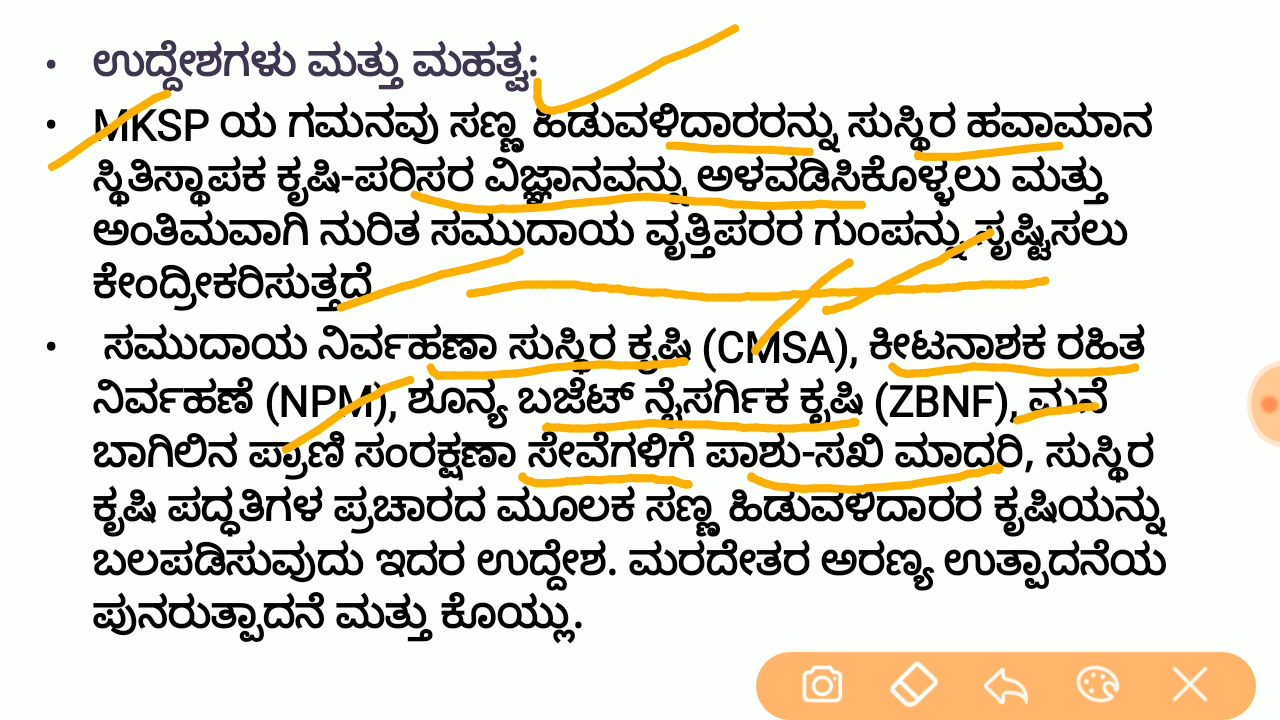 • ಉದ್ದೇಶಗಳು ಮತ್ತು ಮಹತ್ವ:
• MKSP ಯ ಗಮನವು ಸಣ್ಣ ಹಿಡುವಳಿದಾರರನ್ನು ಸುಸ್ಥಿರ ಹವಾಮಾನ
ಸ್ಥಿತಿಸ್ಥಾಪಕ ಕೃಷಿ-ಪರಿಸರ ವಿಜ್ಞಾನವನ್ನು ಅಳವಡಿಸಿಕೊಳ್ಳಲು ಮತ್ತು
ಅಂತಿಮವಾಗಿ ನುರಿತ ಸಮುದಾಯ ವೃತ್ತಿಪರರ ಗುಂಪನ್ನು ಸೃಷ್ಟಿಸಲು
ಕೇಂದ್ರೀಕರಿಸುತ್ತದೆ
• ಸಮುದಾಯ ನಿರ್ವಹಣಾ ಸುಸ್ಥಿರ ಕೃಷಿ (CMSA), ಕೀಟನಾಶಕ ರಹಿತ
ನಿರ್ವಹಣೆ (NPM), ಶೂನ್ಯ ಬಜೆಟ್ ನೈಸರ್ಗಿಕ ಕೃಷಿ (ZBNF), ಮನೆ
ಬಾಗಿಲಿನ ಪ್ರಾಣಿ ಸಂರಕ್ಷಣಾ ಸೇವೆಗಳಿಗೆ ಪಾಶು-ಸಖಿ ಮಾದರಿ, ಸುಸ್ಥಿರ
ಕೃಷಿ ಪದ್ಧತಿಗಳ ಪ್ರಚಾರದ ಮೂಲಕ ಸಣ್ಣ ಹಿಡುವಳಿದಾರರ ಕೃಷಿಯನ್ನು
ಬಲಪಡಿಸುವುದು ಇದರ ಉದ್ದೇಶ. ಮರದೇತರ ಅರಣ್ಯ ಉತ್ಪಾದನೆಯ
ಪುನರುತ್ಪಾದನೆ ಮತ್ತು ಕೊಯ್ಲು.